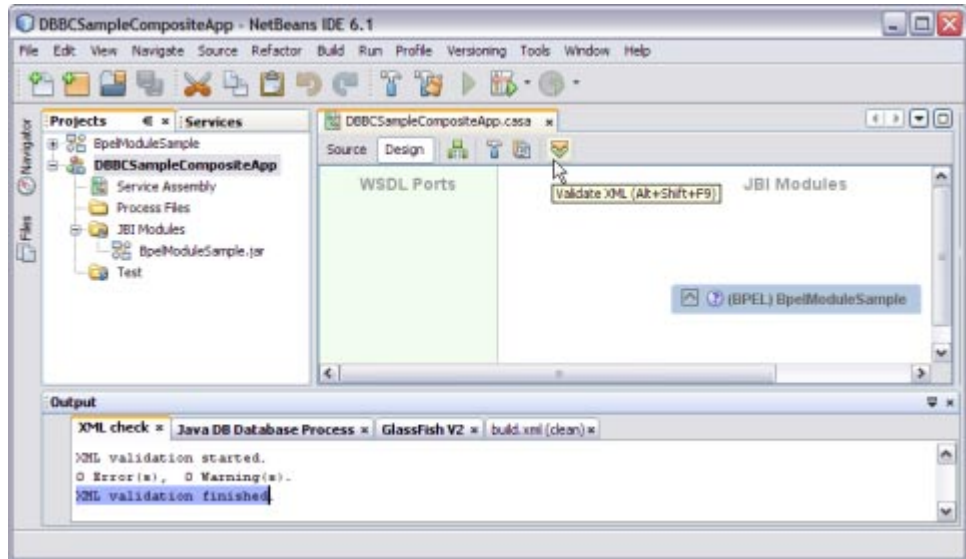 DBBCSampleCompositeApp - NetBeans IDE 6.1
File Edit View Navigate Source Refactor Build Run Profile Versioning Tools Window Help
Navigator
Files
Projects
Services
BpelModuleSample
DBBCSampleCompositeApp
Service Assembly
Process Files
JBI Modules
BpelModuleSample.jar
Test
DBBCSampleCompositeApp.casa
Source Design
WSDL Ports
Validate XML (Alt+Shift+F9)
JBI Modules
(BPEL) BpelModuleSample
Output
XML check
Java DB Database Process
GlassFish V2
build.xml (clean)
XML validation started.
0 Error(s), 0 Warning(s).
XML validation finished.